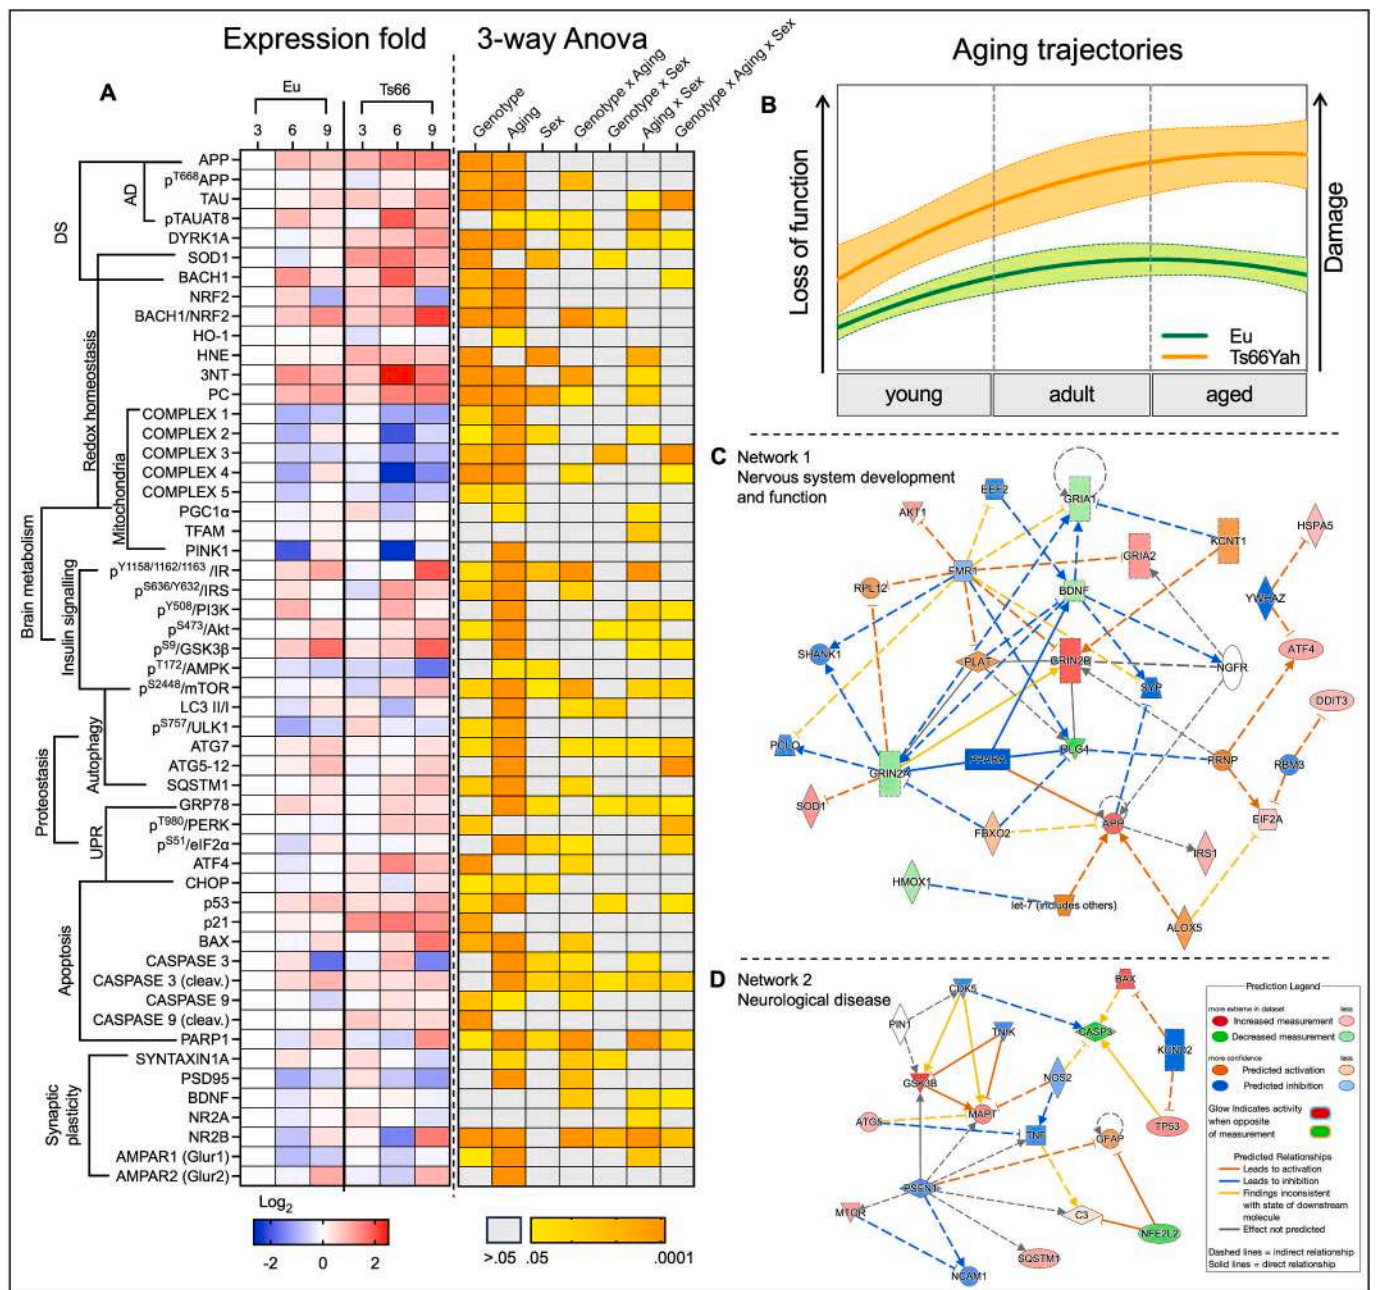 Expression fold
3-way Anova
Aging trajectories
A
Eu
Ts66
3 6 9 3 6 9
Genotype
Aging
Sex
Genotype x Aging
Genotype x Sex
Aging x Sex
Genotype x Aging x Sex
DS
AD
Redox homeostasis
Mitochondria
Brain metabolism
Insulin signalling
Autophagy
Proteostasis
UPR
Apoptosis
Synaptic
plasticity
APP
pT668APP
TAU
pTAUAT8
DYRK1A
SOD1
BACH1
NRF2
BACH1/NRF2
HO-1
HNE
3NT
PC
COMPLEX 1
COMPLEX 2
COMPLEX 3
COMPLEX 4
COMPLEX 5
PGC1α
TFAM
PINK1
pY1158/1162/1163 /IR
pS636/Y632/IRS
pY508/PI3K
pS473/Akt
pS9/GSK3β
pT172/AMPK
pS2448/mTOR
LC3 II/I
pS757/ULK1
ATG7
ATG5-12
SQSTM1
GRP78
pT980/PERK
pS51/eIF2α
ATF4
CHOP
p53
p21
BAX
CASPASE 3
CASPASE 3 (cleav.)
CASPASE 9
CASPASE 9 (cleav.)
PARP1
SYNTAXIN1A
PSD95
BDNF
NR2A
NR2B
AMPAR1 (Glur1)
AMPAR2 (Glur2)
Log2
-2 0 2
>.05 .05 .0001
B
Loss of function
Damage
Eu
Ts66Yah
young adult aged
C Network 1
Nervous system development
and function
EEF2
GRIA1
AKT1
KCNT1
HSPA5
GRIA2
FMR1
RPL12
BDNF
YWHAZ
SHANK1
PLAT
GRIN2B
NGFR
ATF4
SYP
DDIT3
PCLO
DLG4
PPARA
PRNP
RBM3
GRIN2A
SOD1
FBXO2
APP
EIF2A
IRS1
HMOX1
let-7 (includes others)
ALOX5
D Network 2
Neurological disease
CDK5
BAX
PIN1
TNIK
CASP3
KCND2
GSK3B
NOS2
MAPT
ATG5
TNF
GFAP
TP53
PSEN1
MTOR
C3
NFE2L2
SQSTM1
NCAM1
Prediction Legend
more extreme in dataset less
Increased measurement
Decreased measurement
more confidence less
Predicted activation
Predicted inhibition
Glow Indicates activity
when opposite
of measurement
Predicted Relationships
Leads to activation
Leads to inhibition
Findings inconsistent
with state of downstream
molecule
Effect not predicted
Dashed lines = indirect relationship
Solid lines = direct relationship